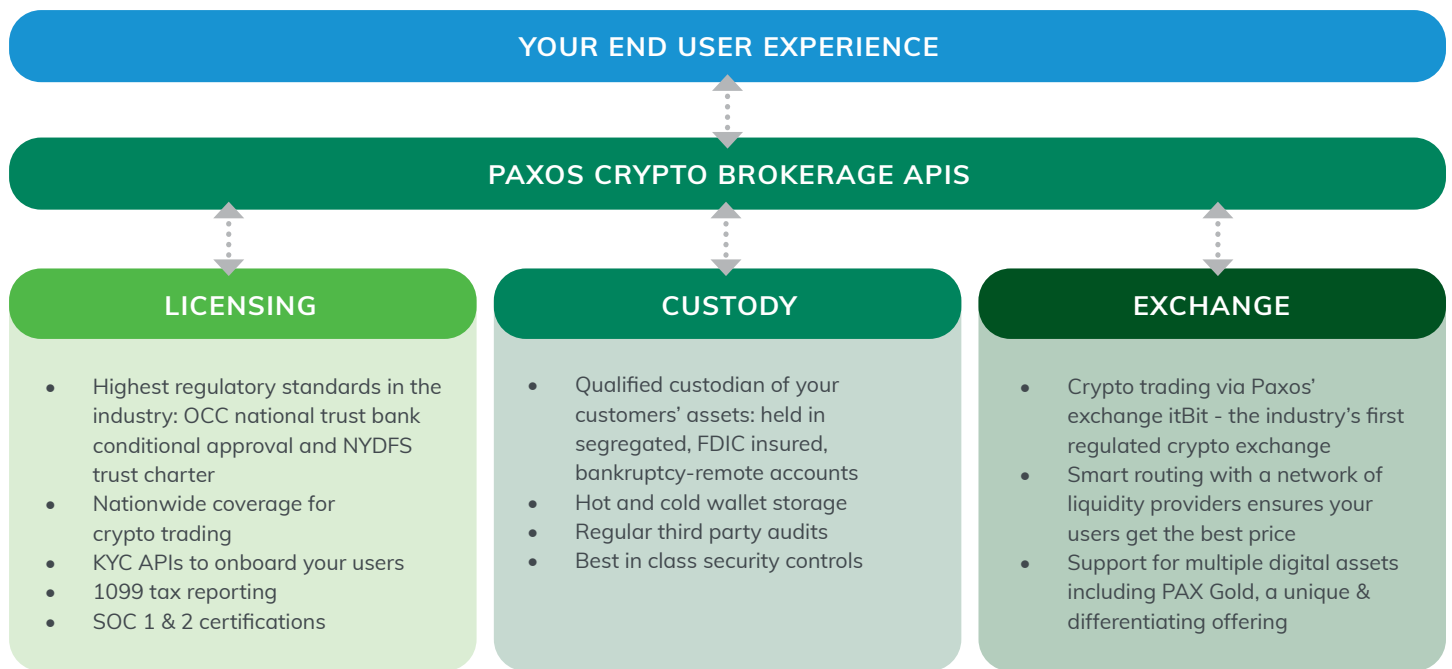 YOUR END USER EXPERIENCE
PAXOS CRYPTO BROKERAGE APIS
LICENSING
• Highest regulatory standards in the
industry: OCC national trust bank
conditional approval and NYDFS
trust charter
• Nationwide coverage for
crypto trading
• KYC APIs to onboard your users
• 1099 tax reporting
• SOC 1 & 2 certifications
CUSTODY
• Qualified custodian of your
customers’ assets: held in
segregated, FDIC insured,
bankruptcy-remote accounts
• Hot and cold wallet storage
• Regular third party audits
• Best in class security controls
EXCHANGE
• Crypto trading via Paxos’
exchange itBit - the industry’s first
regulated crypto exchange
• Smart routing with a network of
liquidity providers ensures your
users get the best price
• Support for multiple digital assets
including PAX Gold, a unique &
differentiating offering